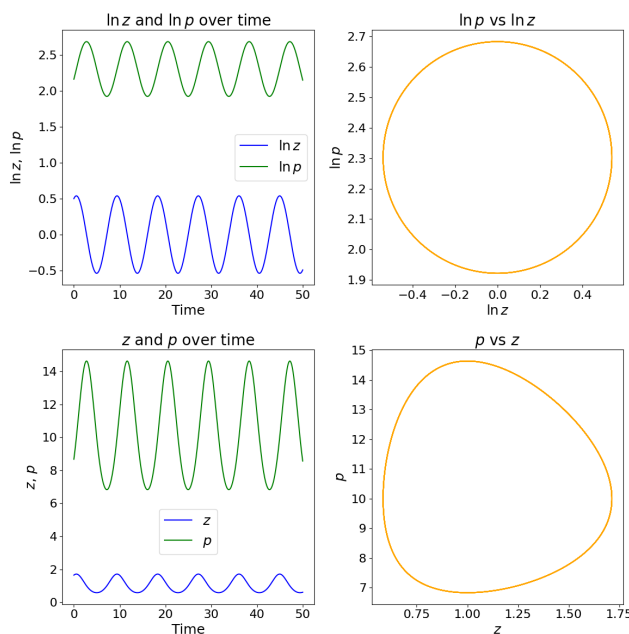 ln z and ln p over time
ln z, ln p
2.5
2.0
1.5
1.0
0.5
0.0
−0.5
ln z
ln p
0 10 20 30 40 50
Time
ln p vs ln z
ln p
2.7
2.6
2.5
2.4
2.3
2.2
2.1
2.0
1.9
−0.4 −0.2 0.0 0.2 0.4
ln z
z and p over time
z, p
14
12
10
8
6
4
2
0
z
p
0 10 20 30 40 50
Time
p vs z
p
15
14
13
12
11
10
9
8
7
0.75 1.00 1.25 1.50 1.75
z